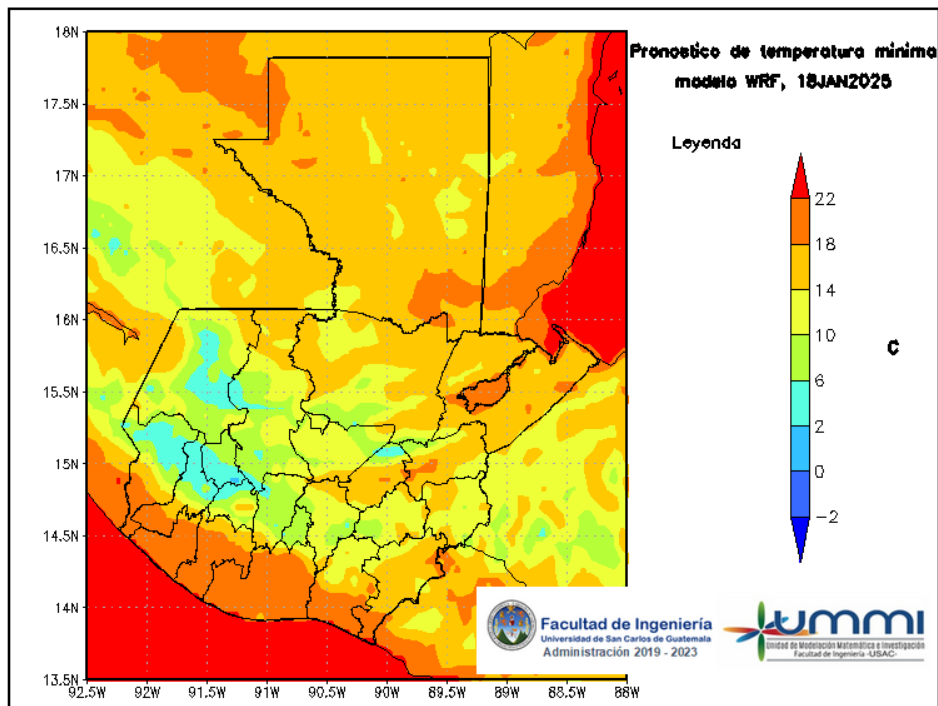 Pronostico de temperatura minima
modelo WRF, 18JAN2025
Leyenda
22
18
14
10
6
2
0
-2
C
18N
17.5N
17N
16.5N
16N
15.5N
15N
14.5N
14N
13.5N
92.5W
92W
91.5W
91W
90.5W
90W
89.5W
89W
88.5W
88W
Facultad de Ingeniería
Universidad de San Carlos de Guatemala
Administración 2019 - 2023
ummi
Unidad de Modelación Matemática e Investigación
Facultad de Ingeniería -USAC-